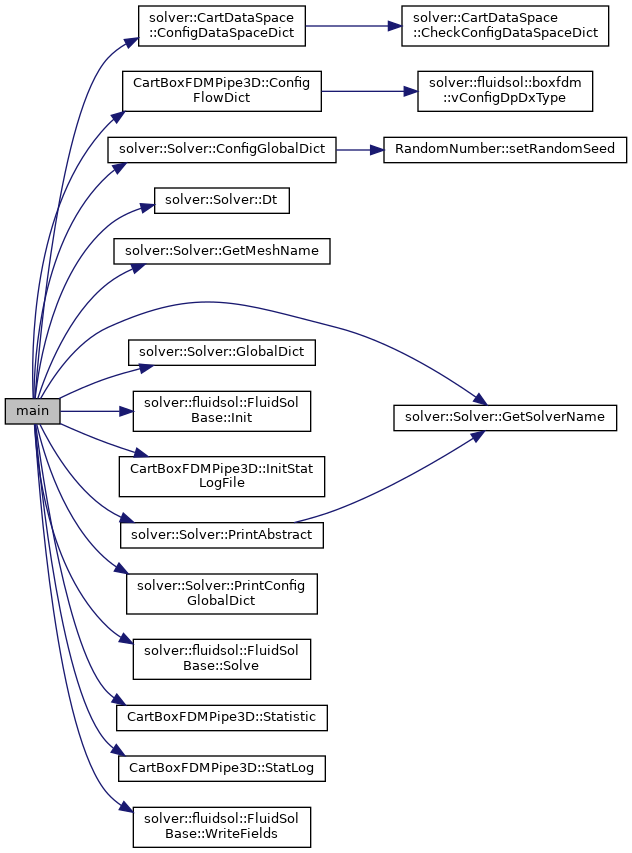 solver::CartDataSpace
::ConfigDataSpaceDict
solver::CartDataSpace
::CheckConfigDataSpaceDict
CartBoxFDMPipe3D::Config
FlowDict
solver::fluidsol::boxfdm
::vConfigDpDxType
solver::Solver::ConfigGlobalDict
RandomNumber::setRandomSeed
solver::Solver::Dt
solver::Solver::GetMeshName
solver::Solver::GlobalDict
main
solver::fluidsol::FluidSol
Base::Init
solver::Solver::GetSolverName
CartBoxFDMPipe3D::InitStat
LogFile
solver::Solver::PrintAbstract
solver::Solver::PrintConfig
GlobalDict
solver::fluidsol::FluidSol
Base::Solve
CartBoxFDMPipe3D::Statistic
CartBoxFDMPipe3D::StatLog
solver::fluidsol::FluidSol
Base::WriteFields